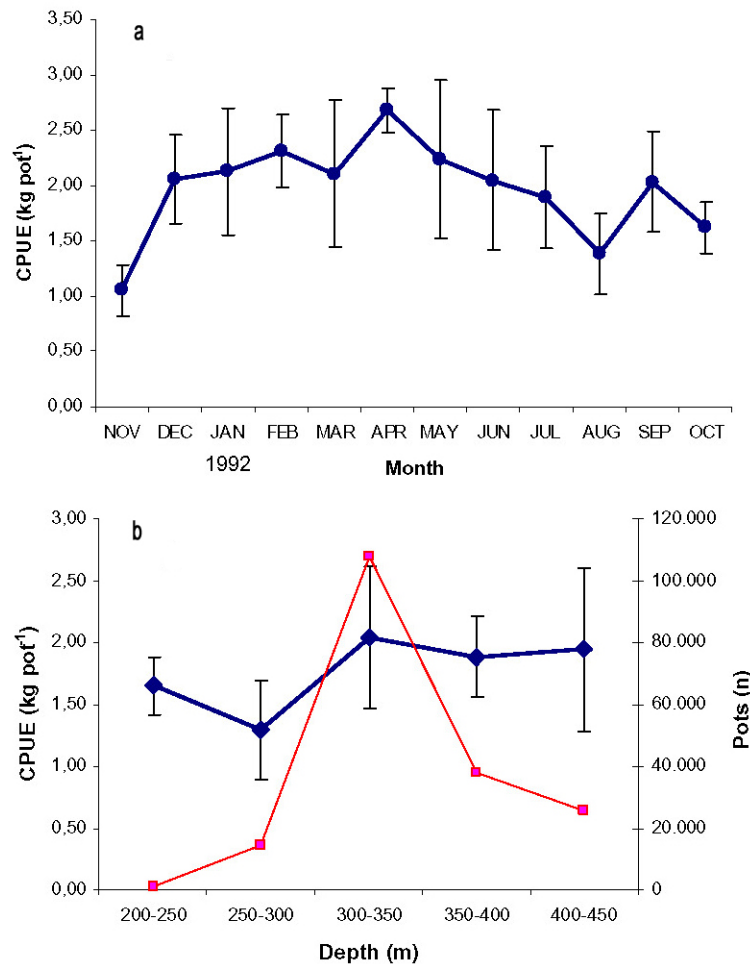 a
3,50
3,00
2,50
2,00
1,50
1,00
0,50
0,00
CPUE (kg pot¹)
NOV DEC JAN FEB MAR APR MAY JUN JUL AUG SEP OCT
1992
Month
b
3,00
2,50
2,00
1,50
1,00
0,50
0,00
CPUE (kg pot⁻¹)
120.000
100.000
80.000
60.000
40.000
20.000
0
Pots (n)
200-250 250-300 300-350 350-400 400-450
Depth (m)